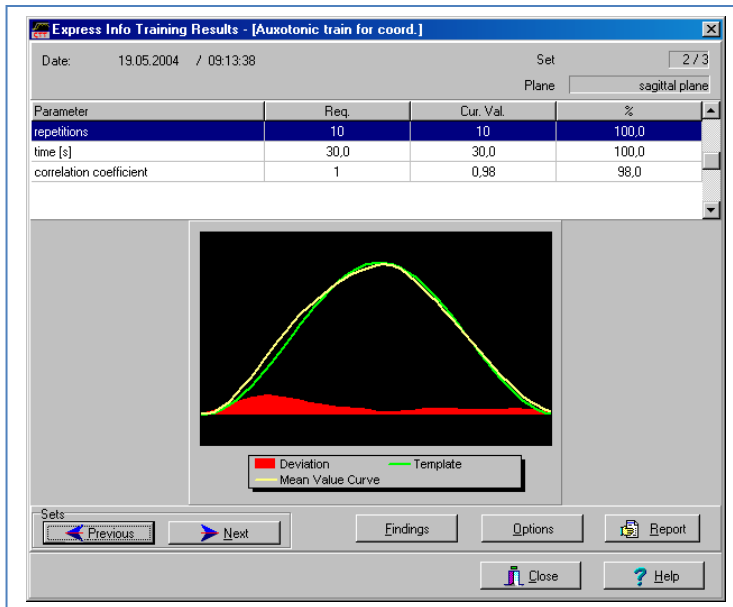 CTT Express Info Training Results - [Auxotonic train for coord.]
Date: 19.05.2004 / 09:13:38 Set 2 / 3
Plane sagittal plane
Parameter Req. Cur. Val. %
repetitions 10 10 100,0
time [s] 30,0 30,0 100,0
correlation coefficient 1 0,98 98,0
Deviation Template
Mean Value Curve
Sets
Previous Next Findings Options Report
Close Help